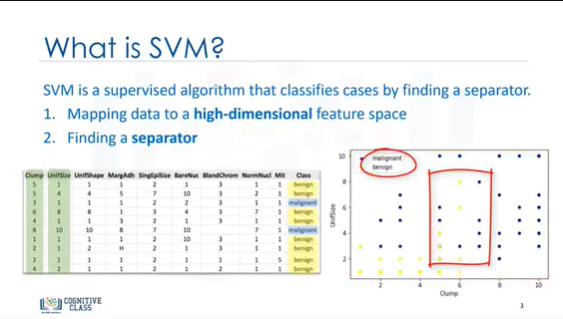 What is SVM?
SVM is a supervised algorithm that classifies cases by finding a separator.
1. Mapping data to a high-dimensional feature space
2. Finding a separator
Clump UnifSize UnifShape MargAdh SingEpiSize BareNuc BlandChrom NormNucl Mit Class
5 1 1 1 2 1 3 1 1 benign
5 4 4 5 7 10 3 2 1 benign
3 1 1 1 2 2 3 1 1 malignant
6 8 8 1 3 4 3 7 1 benign
4 1 1 3 2 1 3 1 1 benign
8 10 10 8 7 10 7 1 malignant
1 1 1 1 2 10 3 1 1 benign
2 1 2 H 2 1 3 1 1 benign
2 1 1 1 2 1 1 1 5 benign
4 2 1 1 2 1 2 1 1 benign
malignant
benign
10
8
6
4
2
UnifSize
2 4 6 8 10
Clump
COGNITIVE
CLASS
3